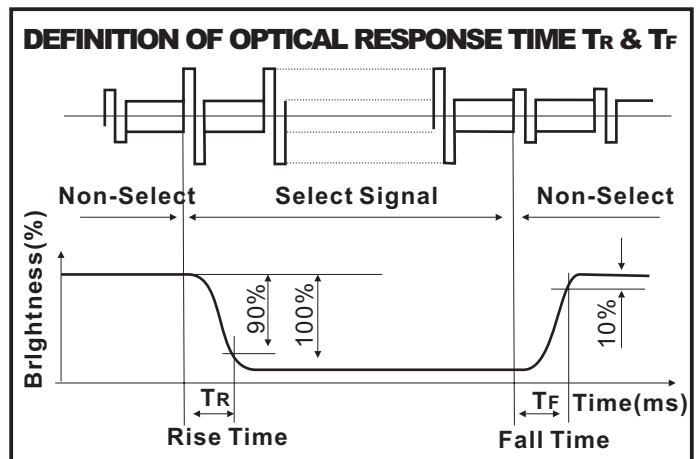 DEFINITION OF OPTICAL RESPONSE TIME TR & TF
Non-Select Select Signal Non-Select
Brightness(%)
90%
100%
10%
TR TF Time(ms)
Rise Time Fall Time